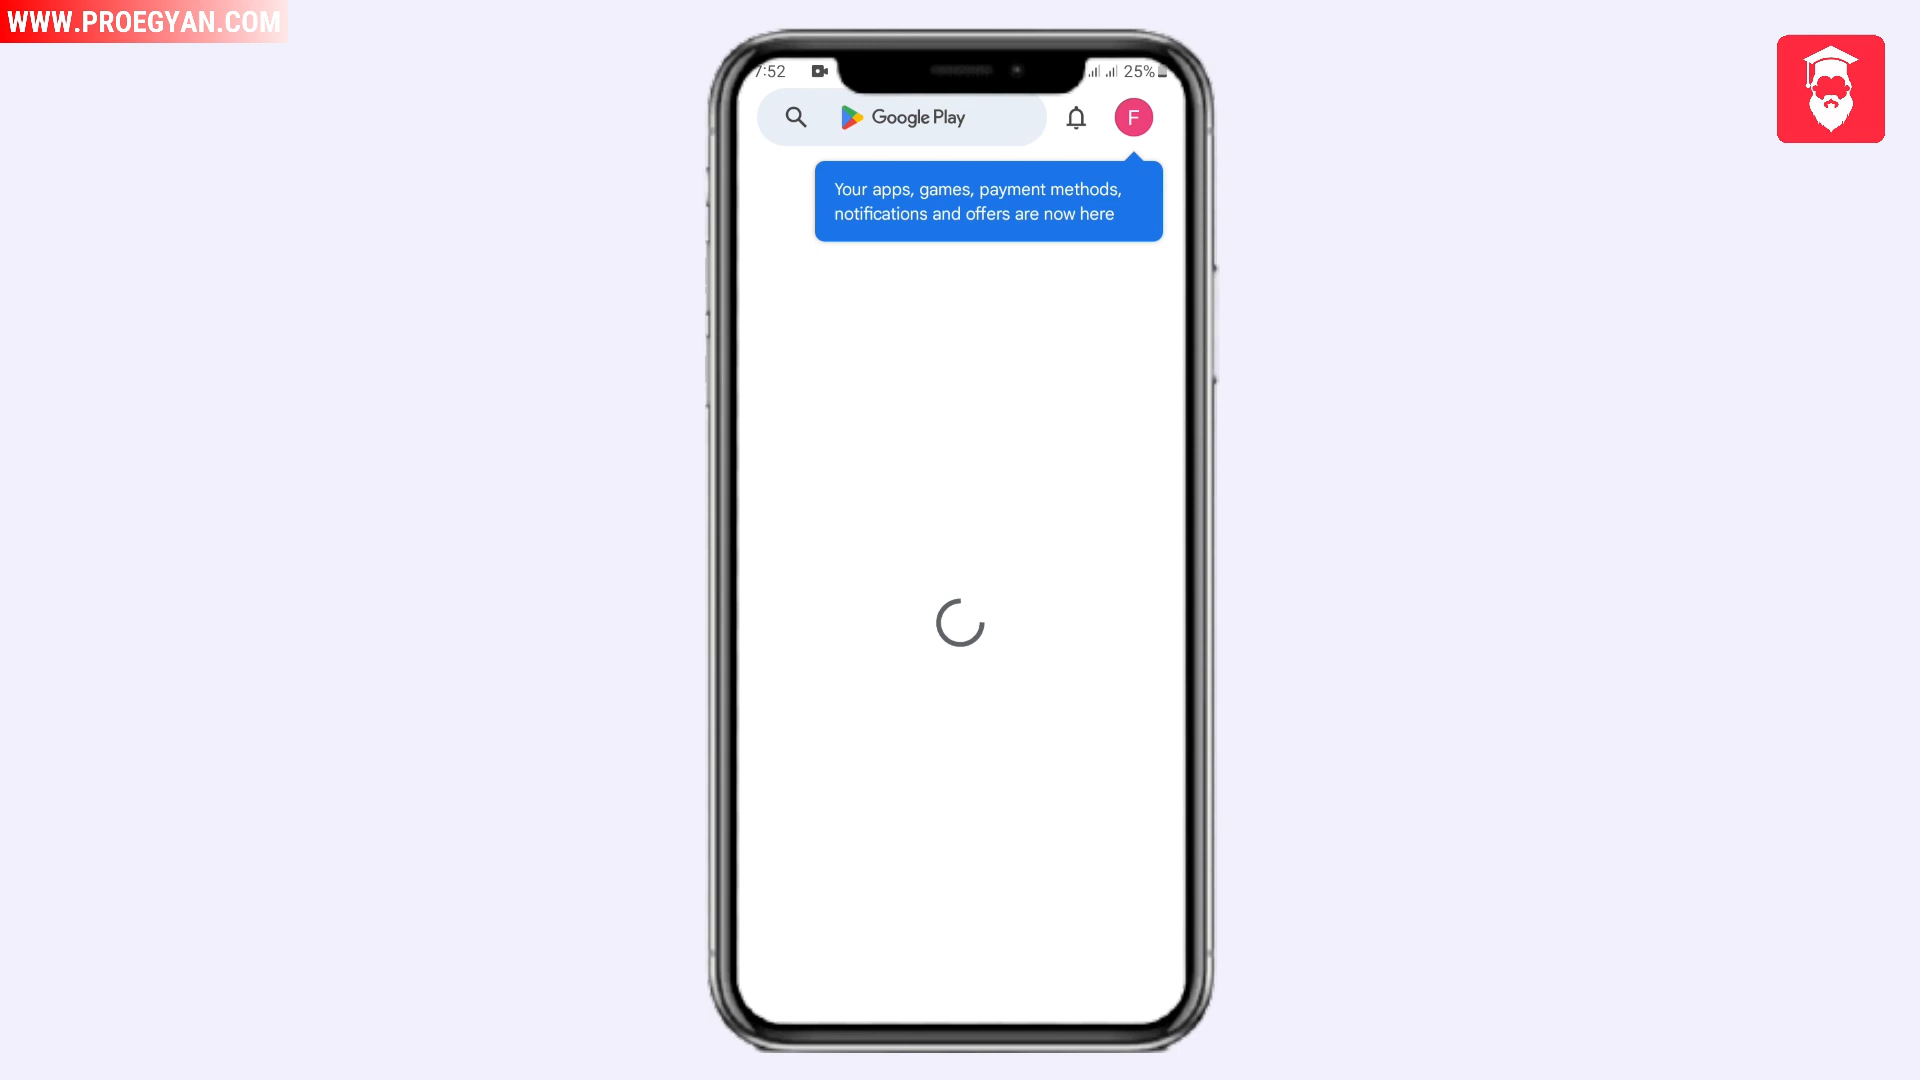 WWW.PROEGYAN.COM
7:52
25%
Google Play
F
Your apps, games, payment methods,
notifications and offers are now here